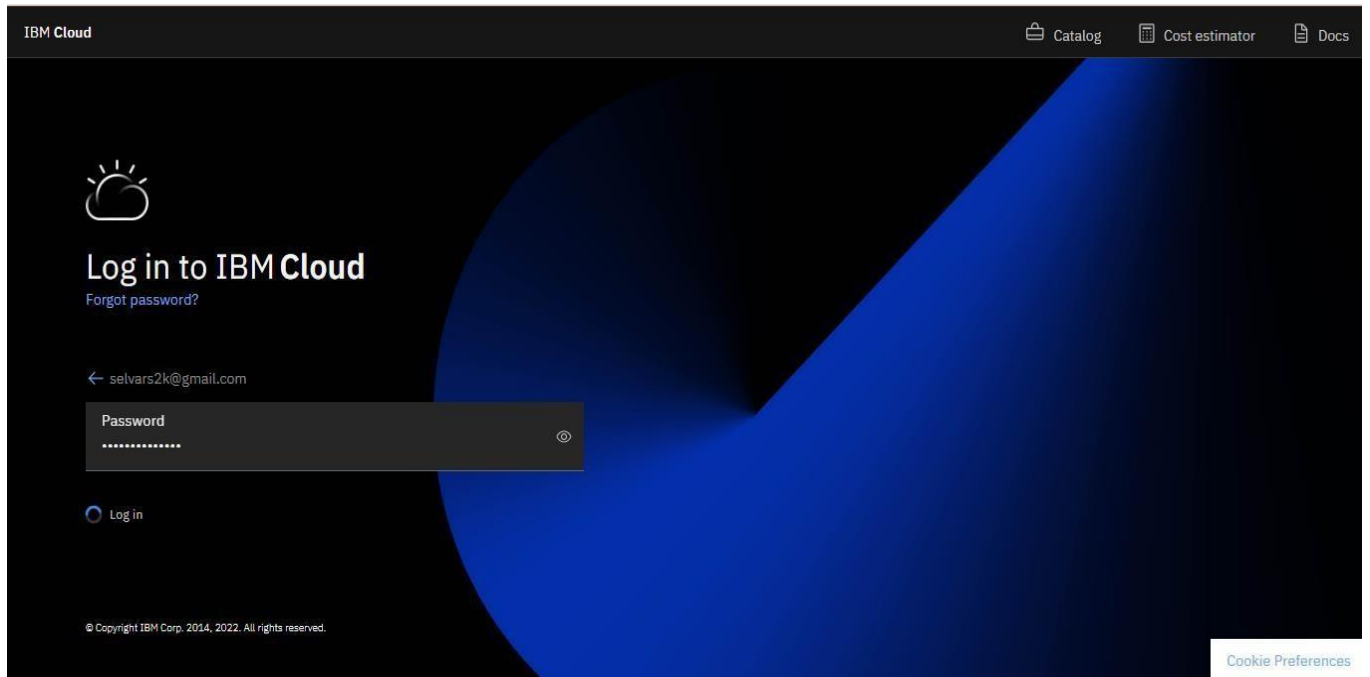 IBM Cloud
Catalog
Cost estimator
Docs
Log in to IBM Cloud
Forgot password?
← selvars2k@gmail.com
Password
••••••••••••••
Log in
© Copyright IBM Corp. 2014, 2022. All rights reserved.
Cookie Preferences